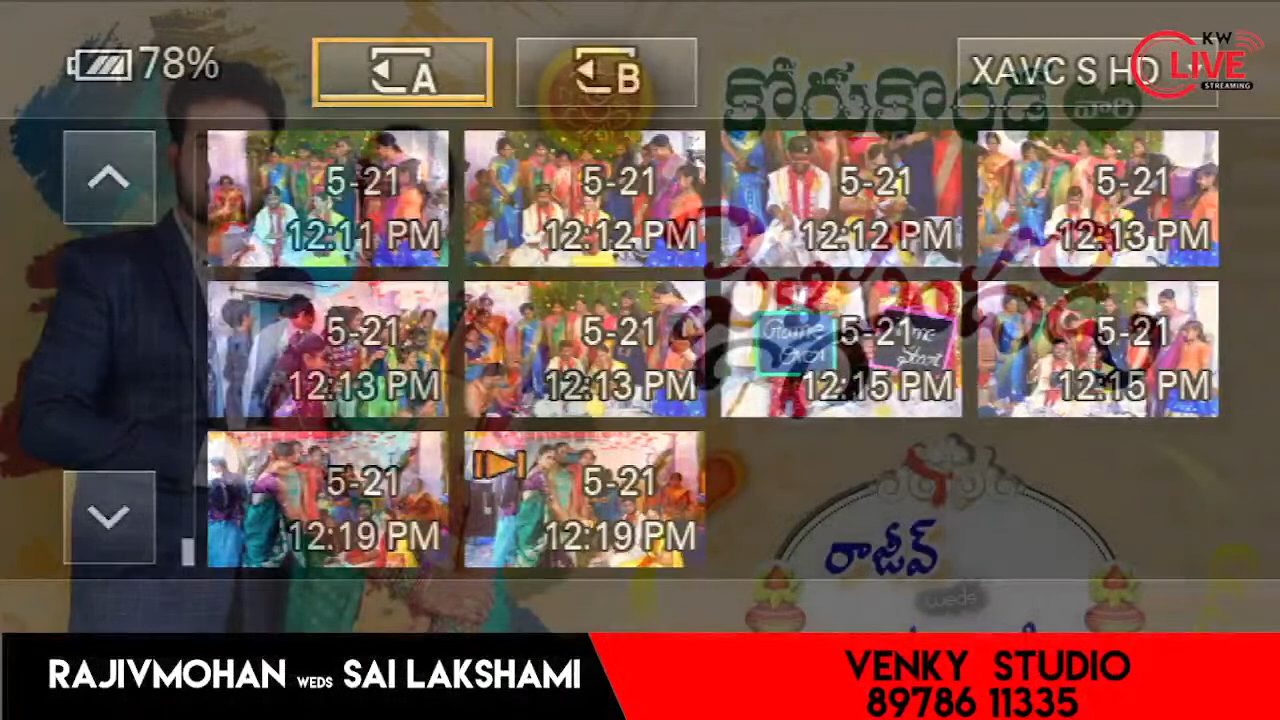 78%
A
B
XAVC S HD
KW
LIVE
STREAMING
కోరుకొండ
వారి
5-21
12:11 PM
5-21
12:12 PM
5-21
12:12 PM
5-21
12:13 PM
5-21
12:13 PM
5-21
12:13 PM
Game
5-21
12:15 PM
5-21
12:15 PM
5-21
12:19 PM
5-21
12:19 PM
రాజీవ్
weds
RAJIVMOHAN WEDS SAI LAKSHAMI
VENKY STUDIO
89786 11335